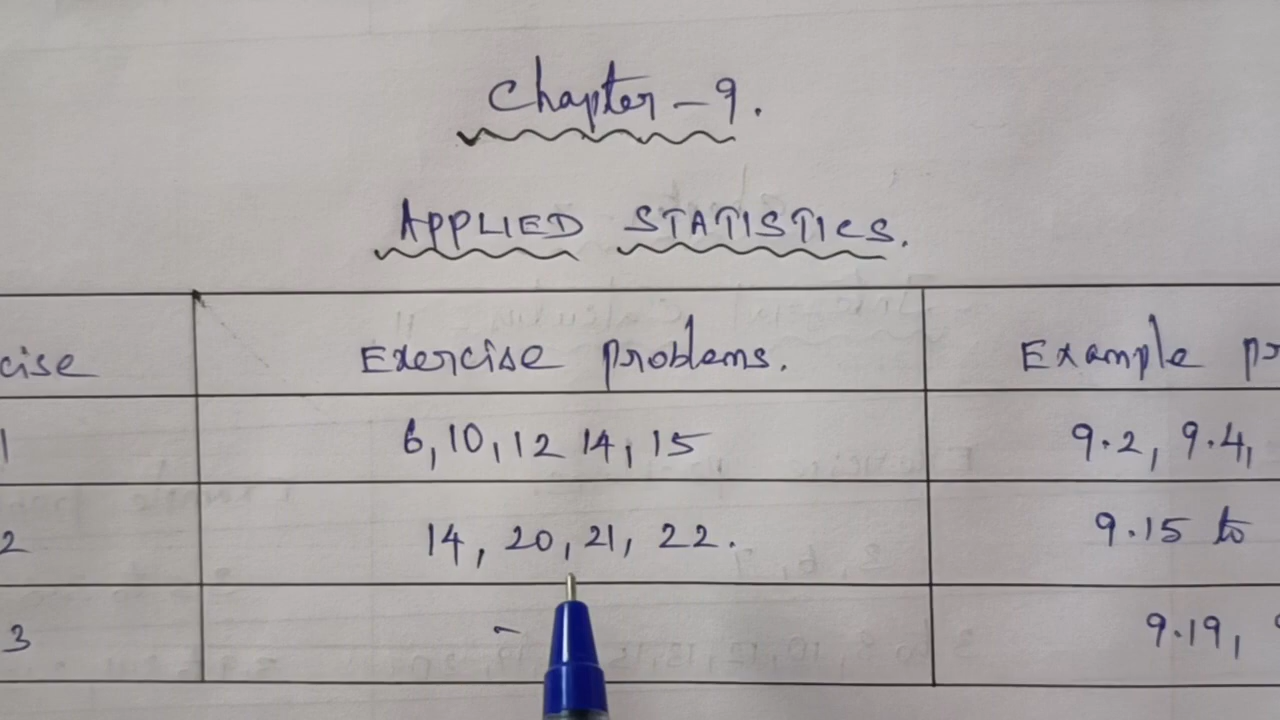 Chapter - 9.
APPLIED STATISTICS.
cise Exercise problems. Example pr
1 6, 10, 12 14, 15 9.2, 9.4,
2 14, 20, 21, 22. 9.15 to
3 - 9.19,